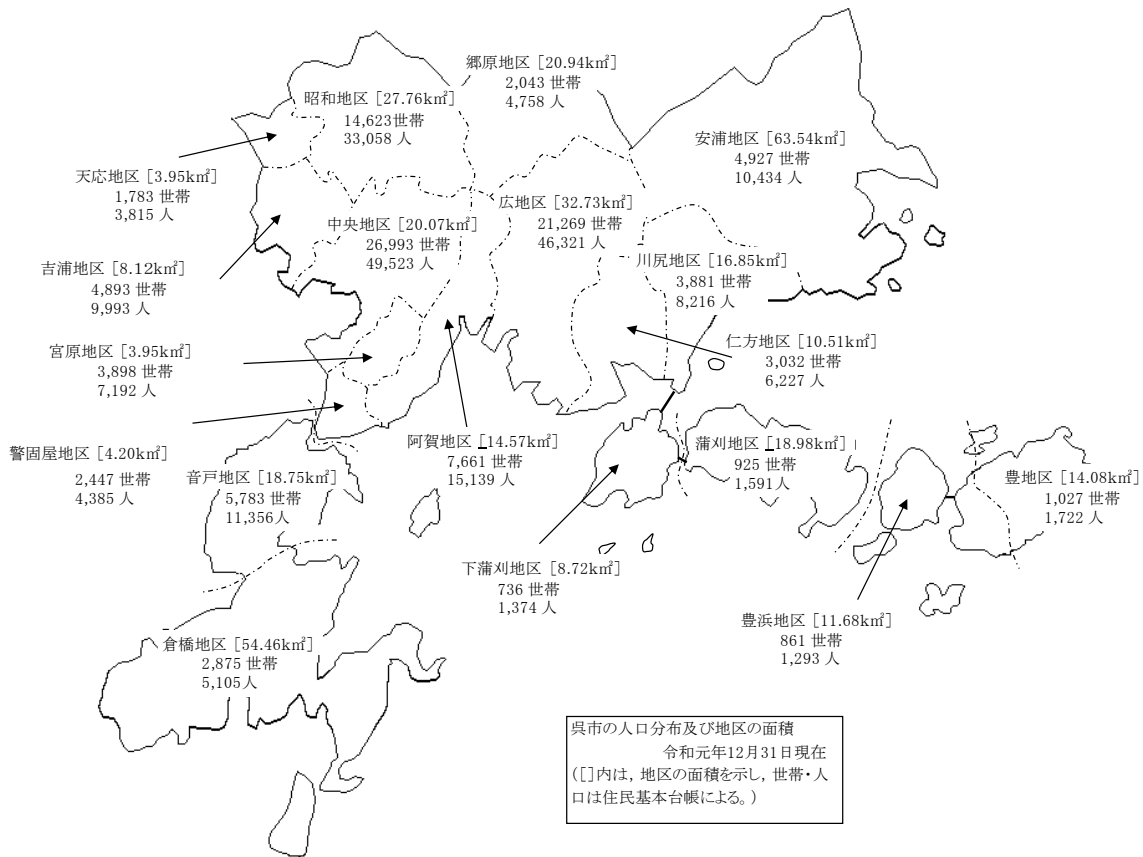 郷原地区 [20.94k㎡]
2,043 世帯
4,758 人
昭和地区 [27.76k㎡]
14,623世帯
33,058 人
安浦地区 [63.54k㎡]
4,927 世帯
10,434 人
天応地区 [3.95k㎡]
1,783 世帯
3,815 人
中央地区 [20.07k㎡]
26,993 世帯
49,523 人
広地区 [32.73k㎡]
21,269 世帯
46,321 人
吉浦地区 [8.12k㎡]
4,893 世帯
9,993 人
川尻地区 [16.85k㎡]
3,881 世帯
8,216 人
宮原地区 [3.95k㎡]
3,898 世帯
7,192 人
仁方地区 [10.51k㎡]
3,032 世帯
6,227 人
警固屋地区 [4.20k㎡]
2,447 世帯
4,385 人
音戸地区 [18.75k㎡]
5,783 世帯
11,356人
阿賀地区 [14.57k㎡]
7,661 世帯
15,139 人
蒲刈地区 [18.98k㎡]
925 世帯
1,591人
豊地区 [14.08k㎡]
1,027 世帯
1,722 人
下蒲刈地区 [8.72k㎡]
736 世帯
1,374 人
豊浜地区 [11.68k㎡]
861 世帯
1,293 人
倉橋地区 [54.46k㎡]
2,875 世帯
5,105人
呉市の人口分布及び地区の面積
令和元年12月31日現在
([]内は，地区の面積を示し，世帯・人
口は住民基本台帳による。)